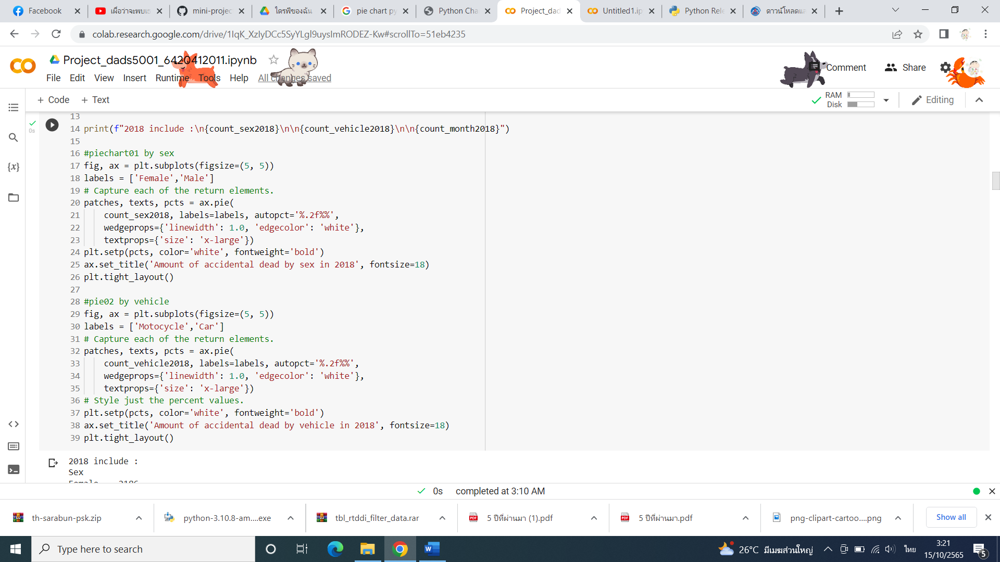 Facebook
เผื่อว่าจะพบเธ
mini-projec
ไดรฟ์ของฉัน
pie chart py
Python Cha
Project_dad
Untitled1.ip
Python Rele
ดาวน์โหลดแล
colab.research.google.com/drive/1IqK_XzIyDCc5SyYLgl9uysImRODEZ-Kw#scrollTo=51eb4235
Project_dads5001_6420412011.ipynb
Comment
Share
File Edit View Insert Runtime Tools Help All changes saved
+ Code + Text
RAM
Disk
Editing
0s
13
14 print(f"2018 include :\n{count_sex2018}\n\n{count_vehicle2018}\n\n{count_month2018}")
15
16 #piechart01 by sex
17 fig, ax = plt.subplots(figsize=(5, 5))
18 labels = ['Female','Male']
19 # Capture each of the return elements.
20 patches, texts, pcts = ax.pie(
21 count_sex2018, labels=labels, autopct='%.2f%%',
22 wedgeprops={'linewidth': 1.0, 'edgecolor': 'white'},
23 textprops={'size': 'x-large'})
24 plt.setp(pcts, color='white', fontweight='bold')
25 ax.set_title('Amount of accidental dead by sex in 2018', fontsize=18)
26 plt.tight_layout()
27
28 #pie02 by vehicle
29 fig, ax = plt.subplots(figsize=(5, 5))
30 labels = ['Motocycle','Car']
31 # Capture each of the return elements.
32 patches, texts, pcts = ax.pie(
33 count_vehicle2018, labels=labels, autopct='%.2f%%',
34 wedgeprops={'linewidth': 1.0, 'edgecolor': 'white'},
35 textprops={'size': 'x-large'})
36 # Style just the percent values.
37 plt.setp(pcts, color='white', fontweight='bold')
38 ax.set_title('Amount of accidental dead by vehicle in 2018', fontsize=18)
39 plt.tight_layout()
2018 include :
Sex
Female 2186
0s completed at 3:10 AM
th-sarabun-psk.zip
python-3.10.8-am....exe
tbl_rtddi_filter_data.rar
5 ปีที่ผ่านมา (1).pdf
5 ปีที่ผ่านมา.pdf
png-clipart-cartoo....png
Show all
Type here to search
26°C มีเมฆส่วนใหญ่
ไทย
3:21
15/10/2565
5